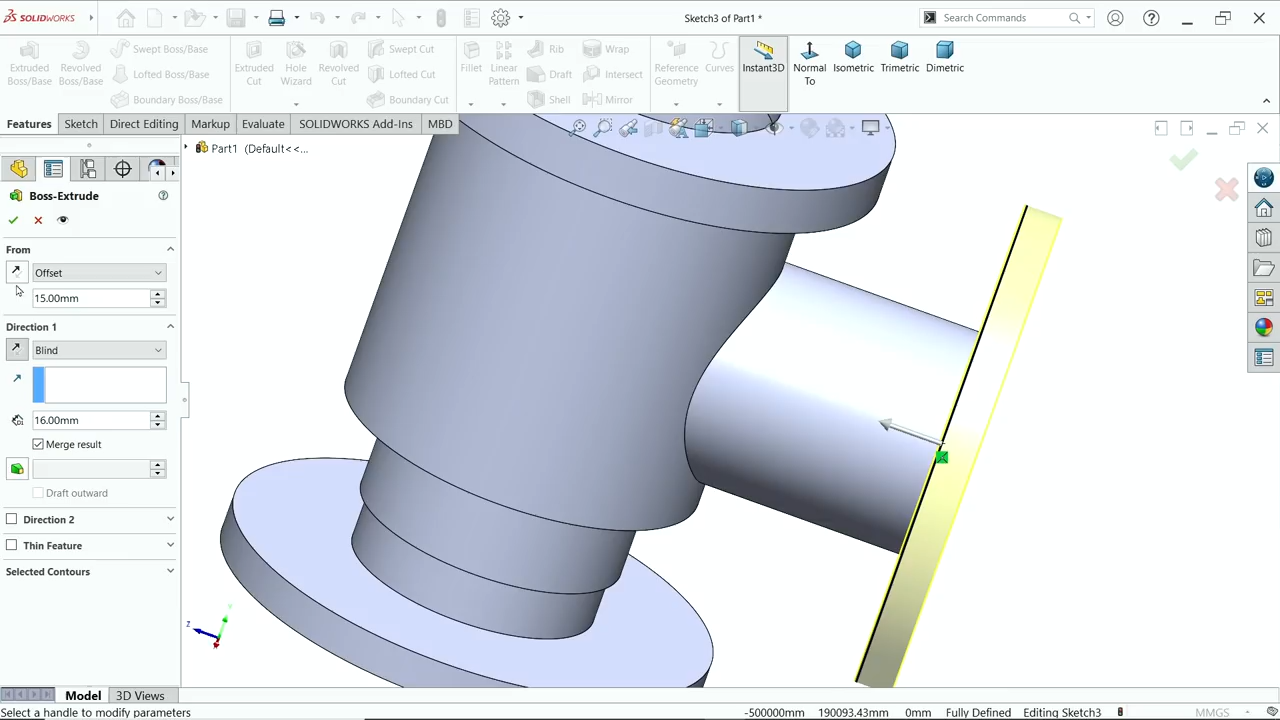 SOLIDWORKS
Sketch3 of Part1 *
Search Commands
Extruded Boss/Base
Revolved Boss/Base
Swept Boss/Base
Lofted Boss/Base
Boundary Boss/Base
Extruded Cut
Hole Wizard
Revolved Cut
Swept Cut
Lofted Cut
Boundary Cut
Fillet
Linear Pattern
Rib
Draft
Shell
Wrap
Intersect
Mirror
Reference Geometry
Curves
Instant3D
Normal To
Isometric
Trimetric
Dimetric
Features
Sketch
Direct Editing
Markup
Evaluate
SOLIDWORKS Add-Ins
MBD
Part1 (Default<<...
Boss-Extrude
From
Offset
15.00mm
Direction 1
Blind
16.00mm
Merge result
Draft outward
Direction 2
Thin Feature
Selected Contours
Y
Z
Model
3D Views
Select a handle to modify parameters
-500000mm
190093.43mm
0mm
Fully Defined
Editing Sketch3
MMGS